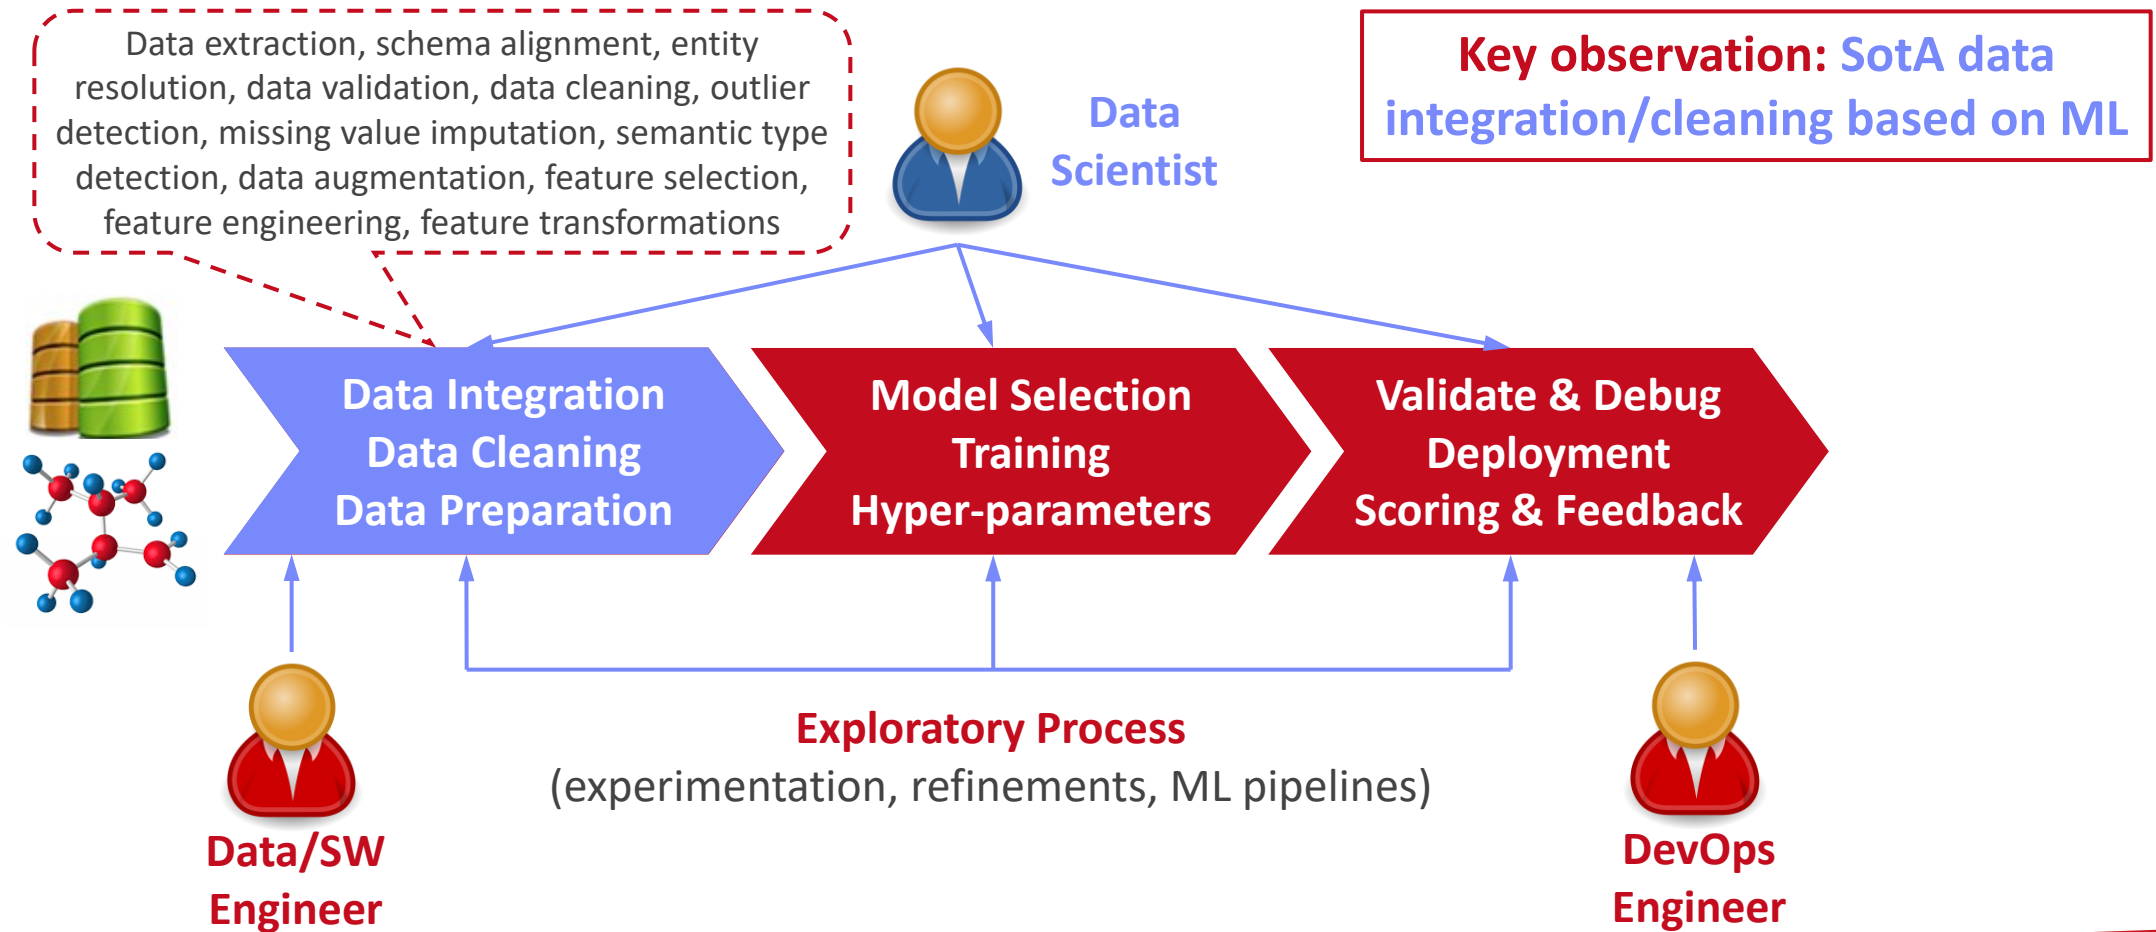 Data extraction, schema alignment, entity
resolution, data validation, data cleaning, outlier
detection, missing value imputation, semantic type
detection, data augmentation, feature selection,
feature engineering, feature transformations
Data
Scientist
Key observation: SotA data
integration/cleaning based on ML
Data Integration
Data Cleaning
Data Preparation
Model Selection
Training
Hyper-parameters
Validate & Debug
Deployment
Scoring & Feedback
Exploratory Process
(experimentation, refinements, ML pipelines)
Data/SW
Engineer
DevOps
Engineer